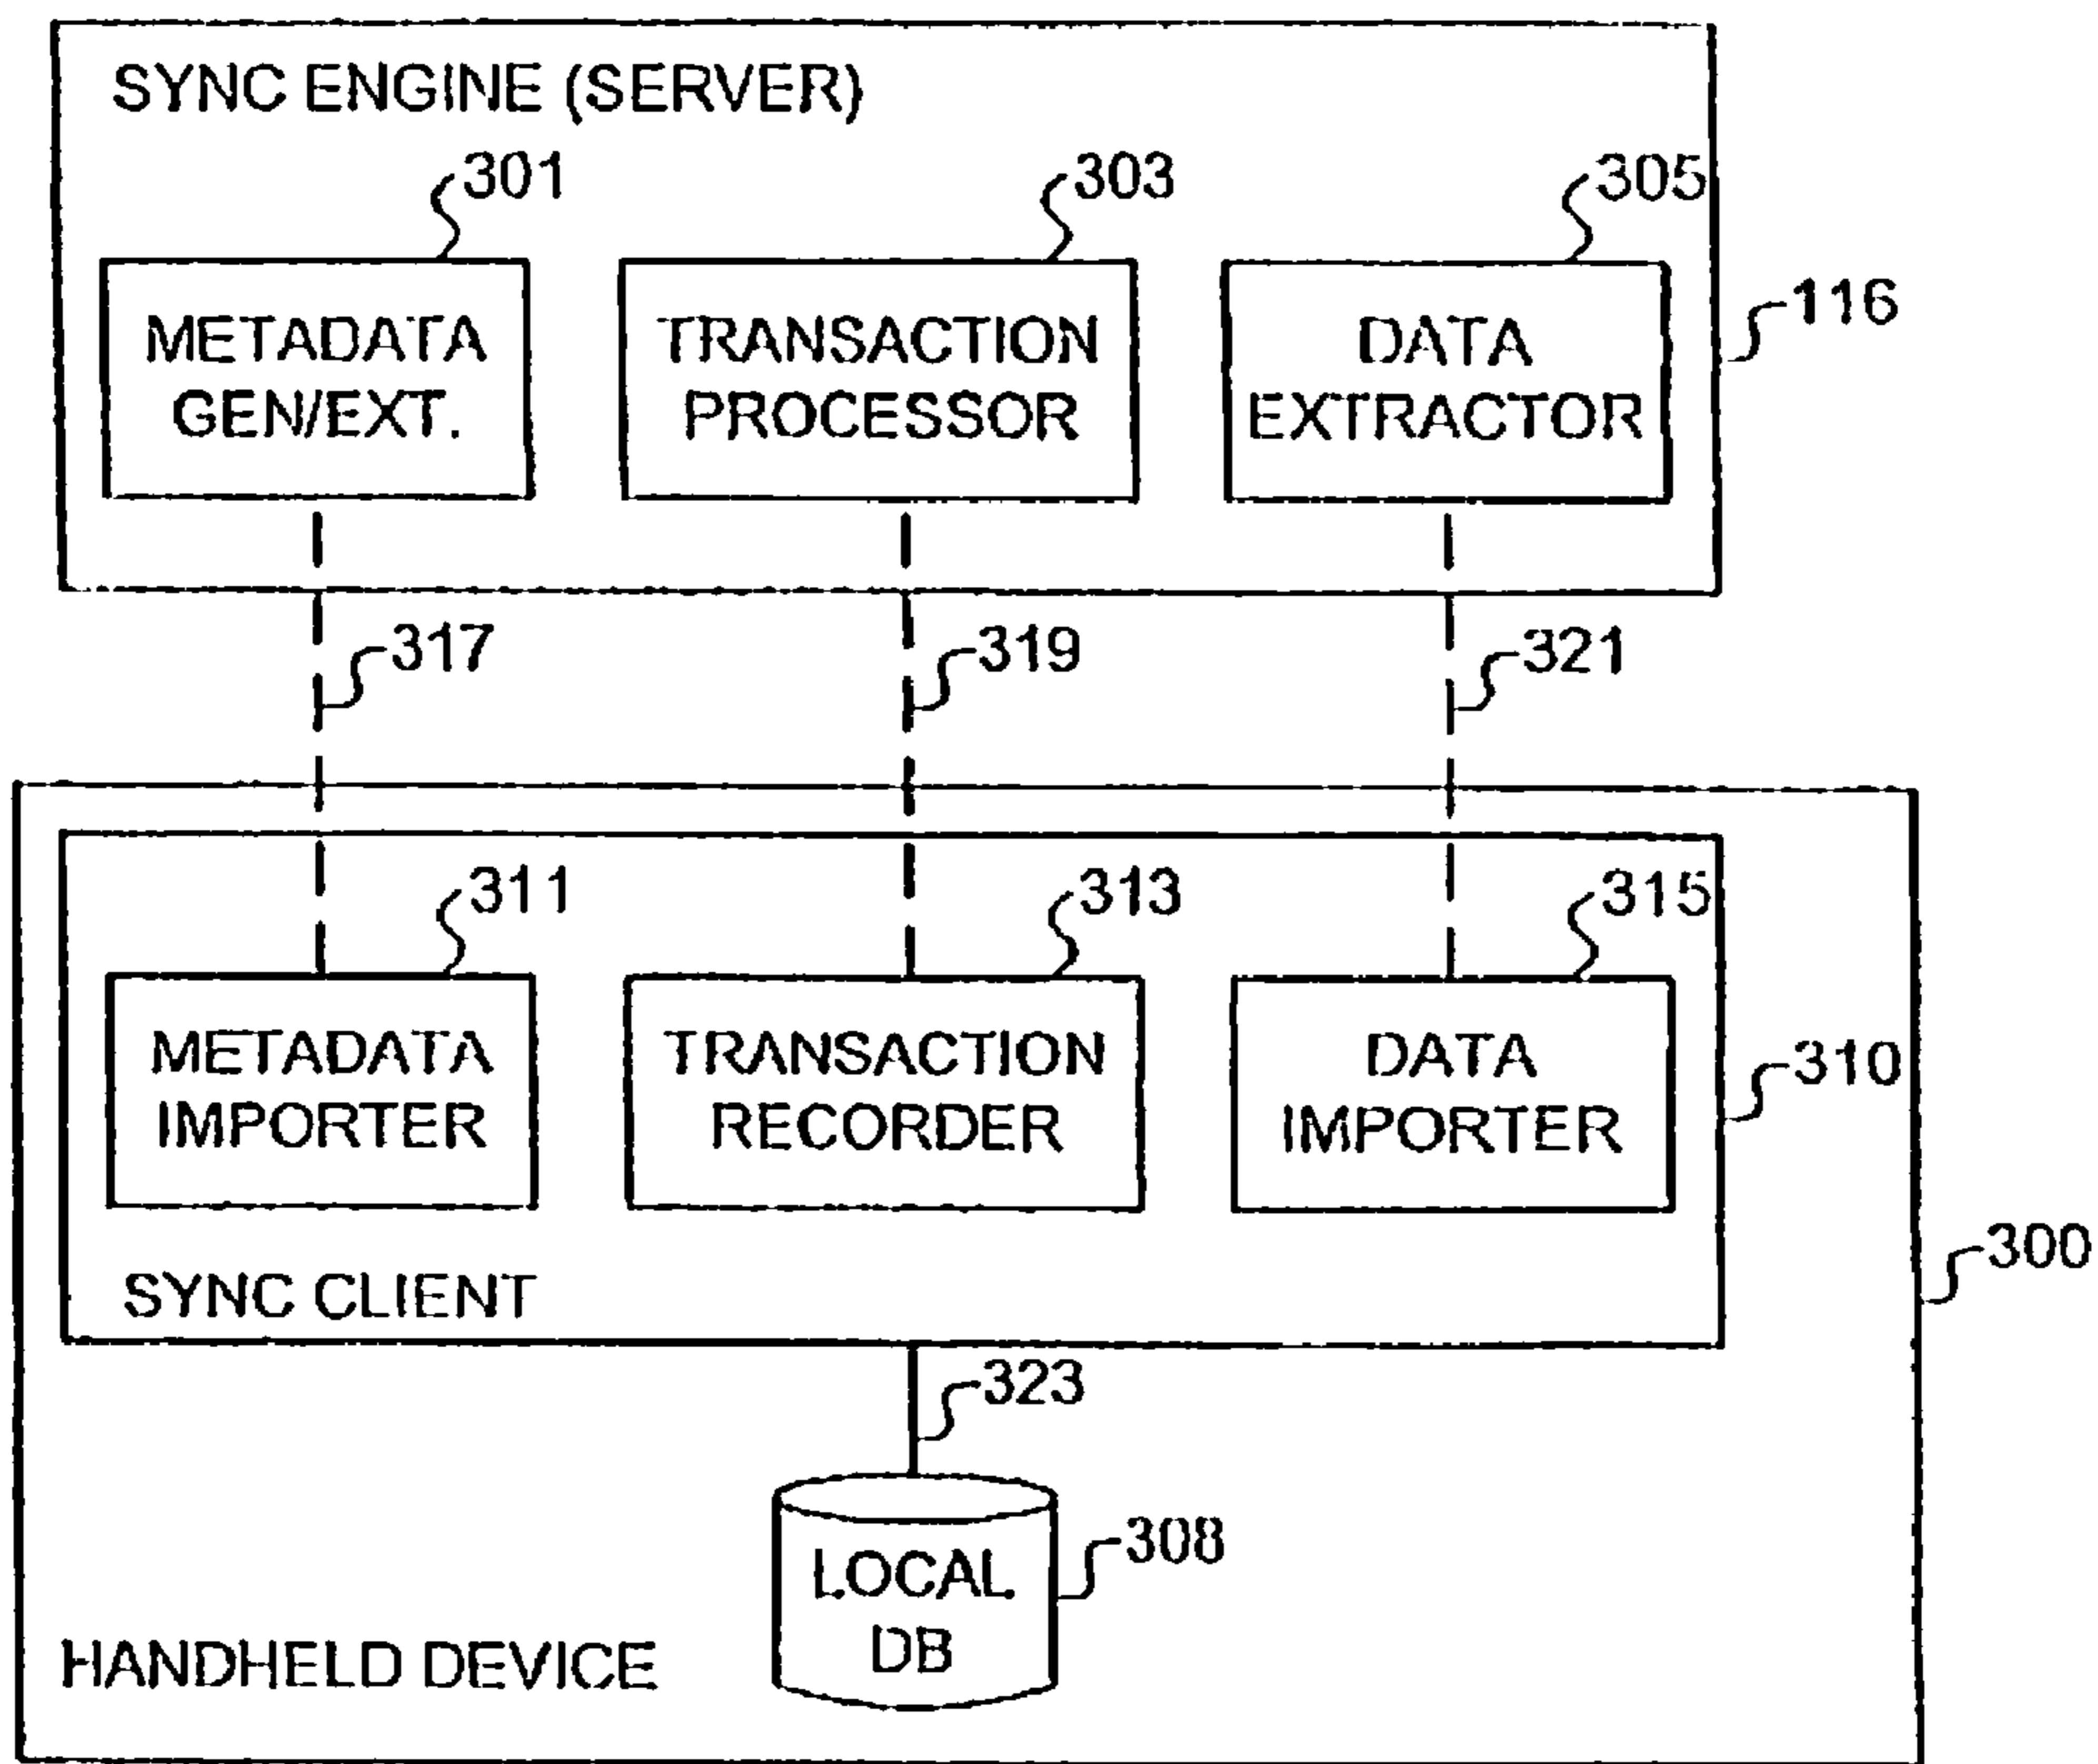 SYNC ENGINE (SERVER)
301
303
305
METADATA
GEN/EXT.
TRANSACTION
PROCESSOR
DATA
EXTRACTOR
116
317
319
321
311
313
315
METADATA
IMPORTER
TRANSACTION
RECORDER
DATA
IMPORTER
310
SYNC CLIENT
300
323
LOCAL
DB
308
HANDHELD DEVICE